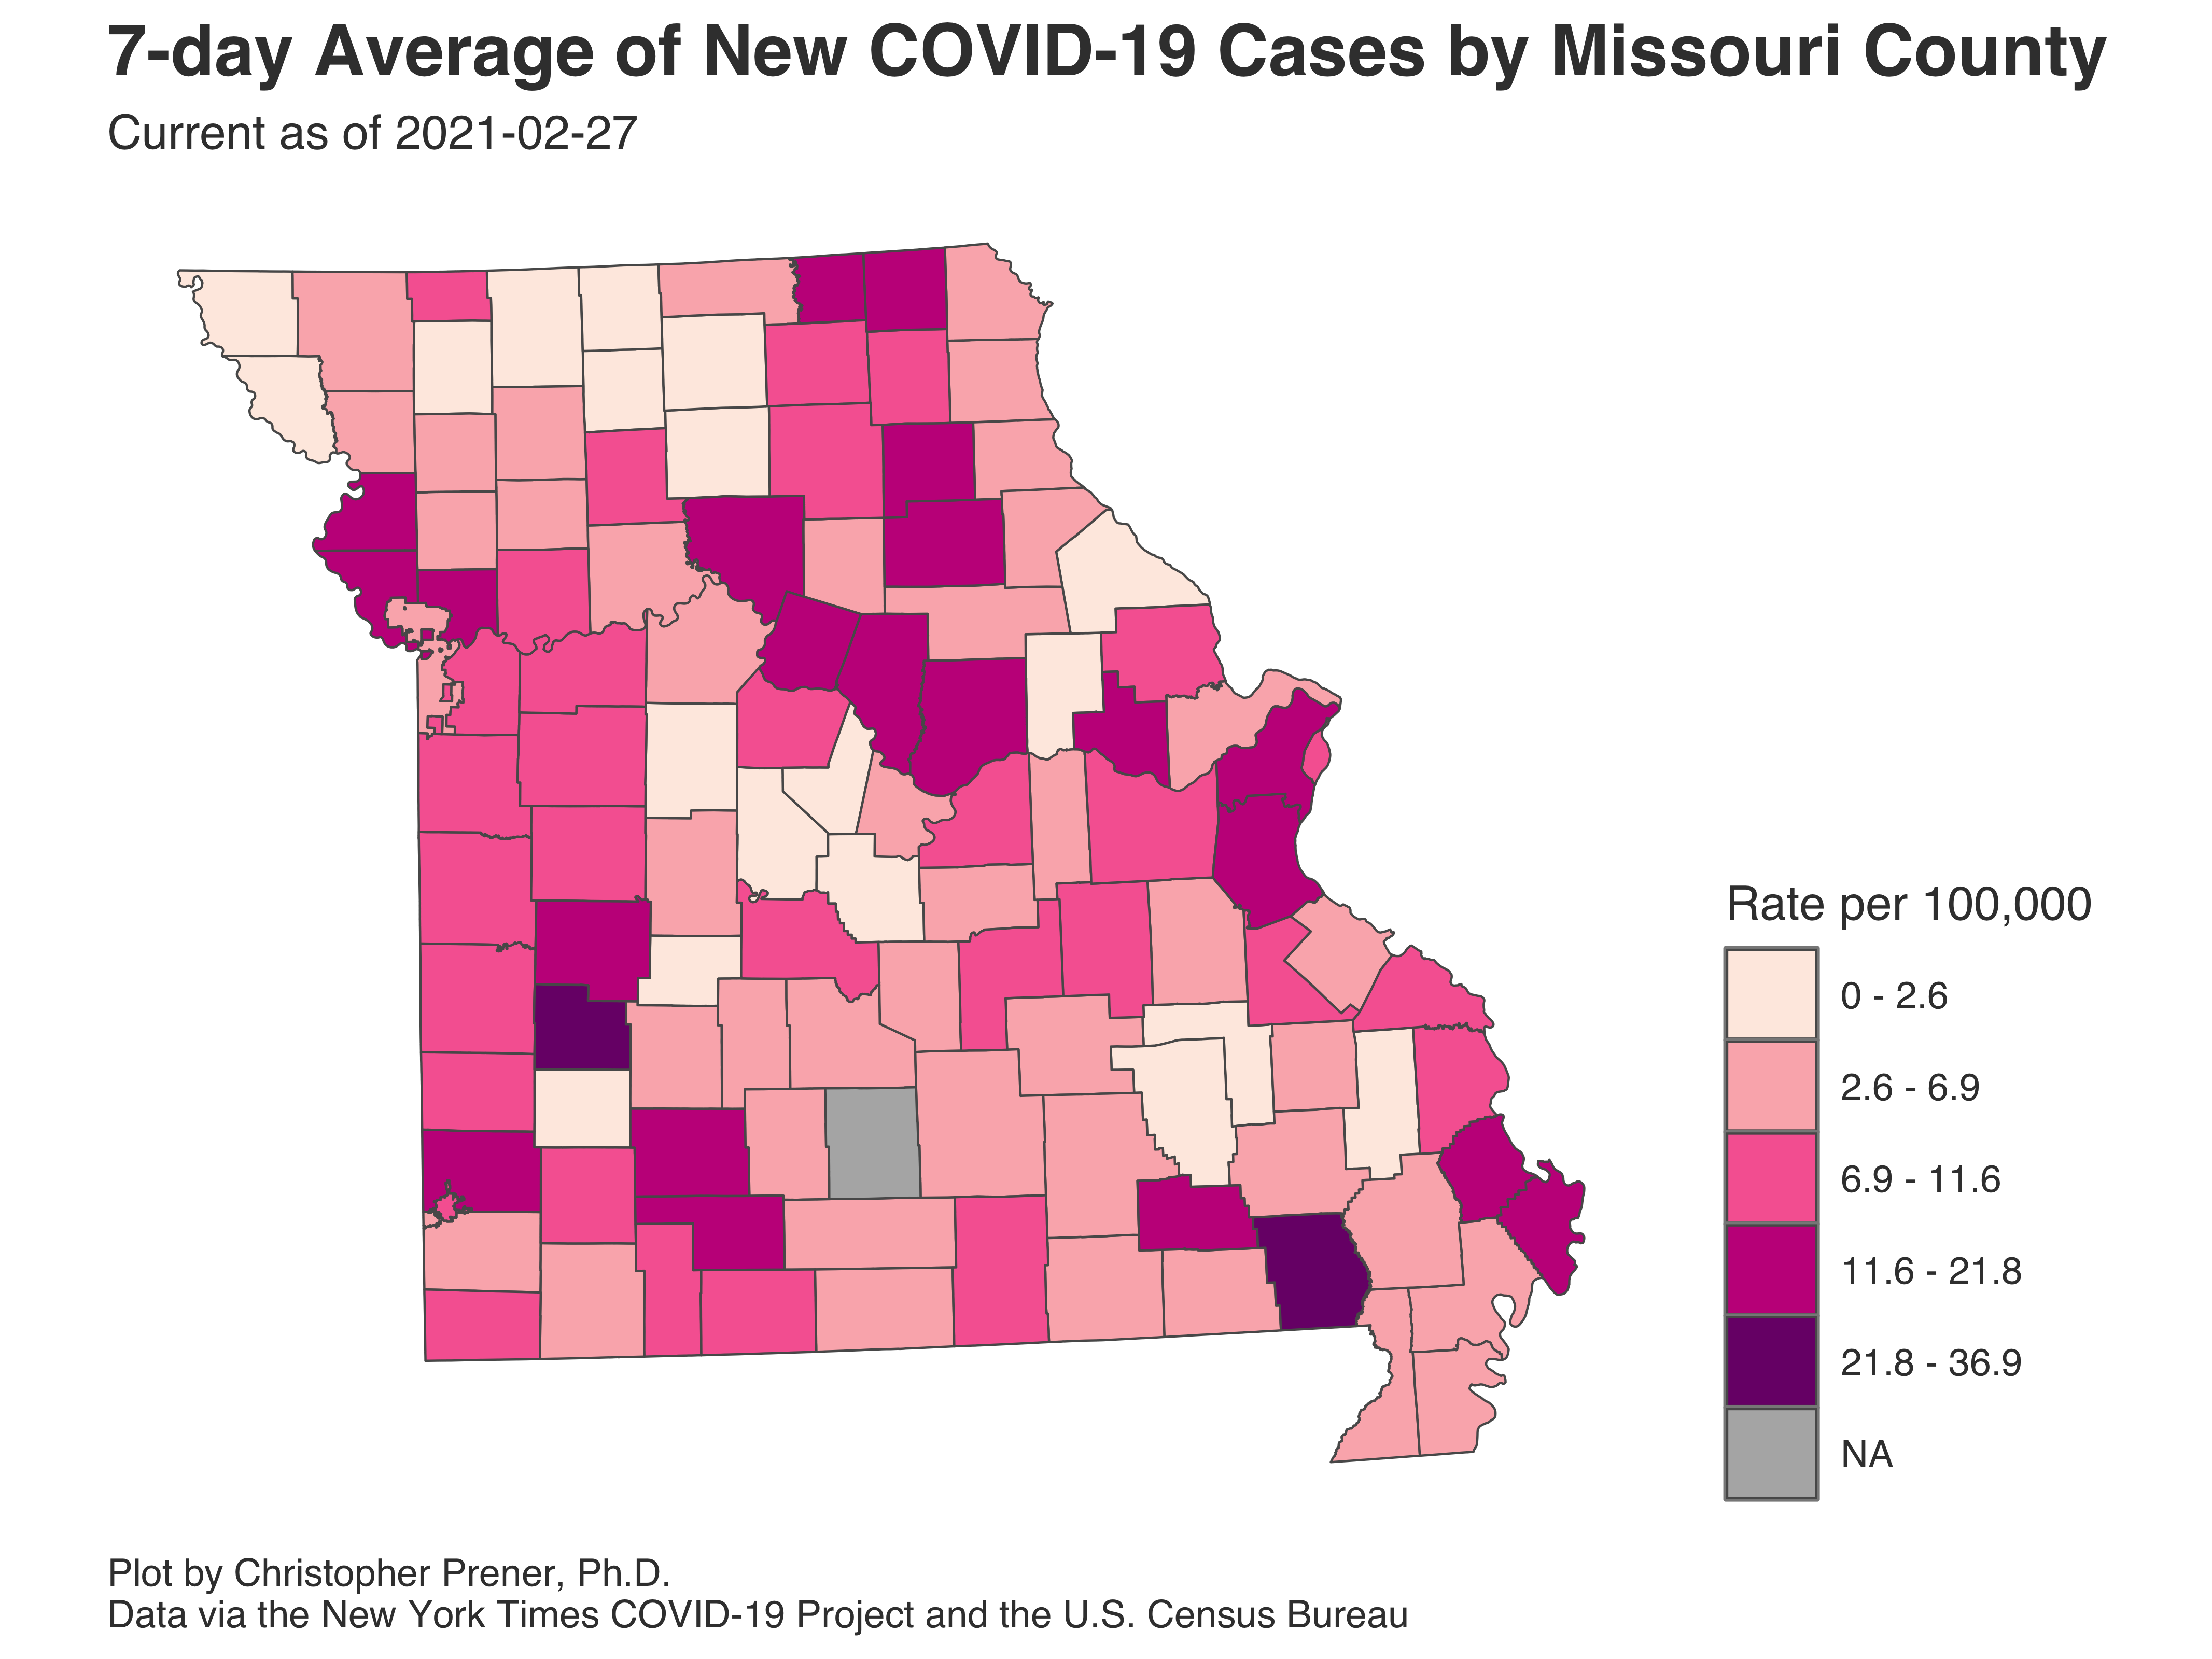 7-day Average of New COVID-19 Cases by Missouri County
Current as of 2021-02-27
Rate per 100,000
0 - 2.6
2.6 - 6.9
6.9 - 11.6
11.6 - 21.8
21.8 - 36.9
NA
Plot by Christopher Prener, Ph.D.
Data via the New York Times COVID-19 Project and the U.S. Census Bureau